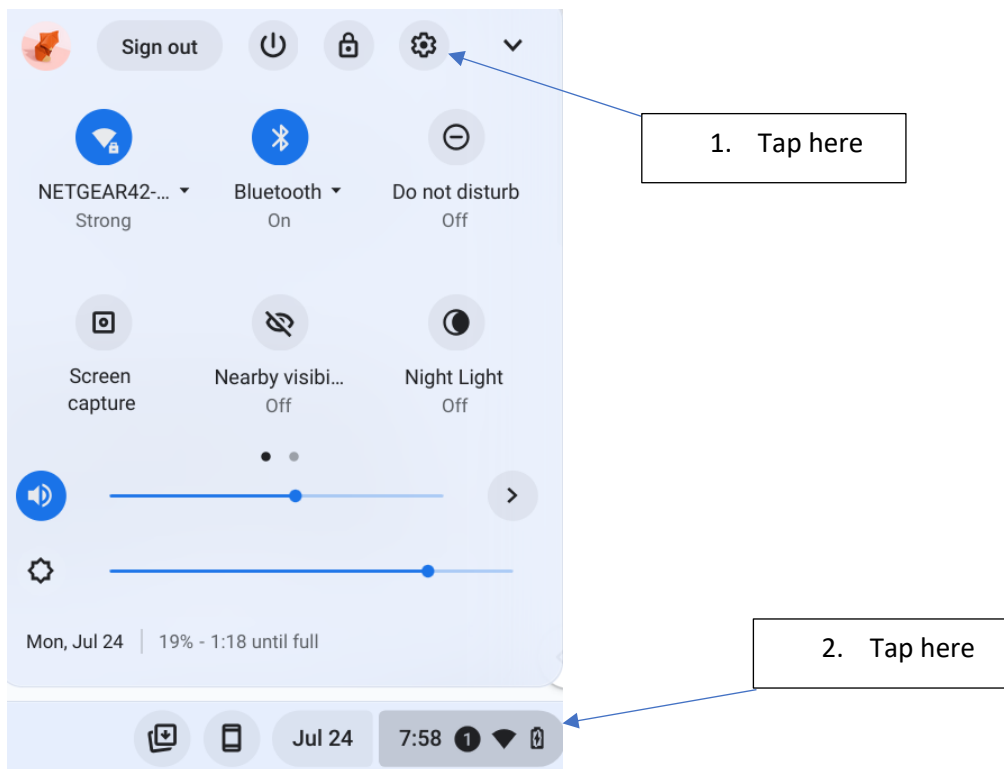 Sign out
1. Tap here
NETGEAR42-...
Bluetooth
Do not disturb
Strong
On
Off
Screen
capture
Nearby visibi...
Night Light
Off
Off
Mon, Jul 24
19% - 1:18 until full
2. Tap here
Jul 24
7:58
1